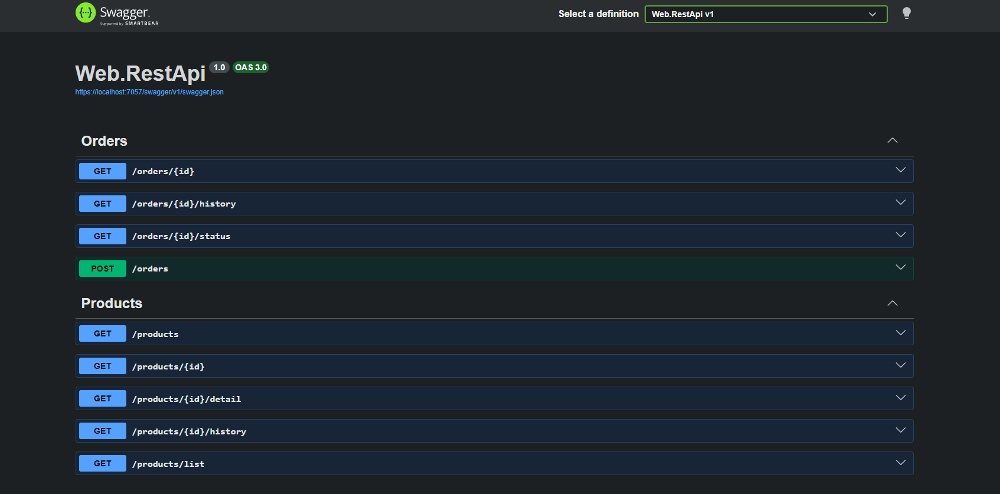 Swagger
Supported by SMARTBEAR
Select a definition
Web.RestApi v1
Web.RestApi 1.0 OAS 3.0
https://localhost:7057/swagger/v1/swagger.json
Orders
GET /orders/{id}
GET /orders/{id}/history
GET /orders/{id}/status
POST /orders
Products
GET /products
GET /products/{id}
GET /products/{id}/detail
GET /products/{id}/history
GET /products/list